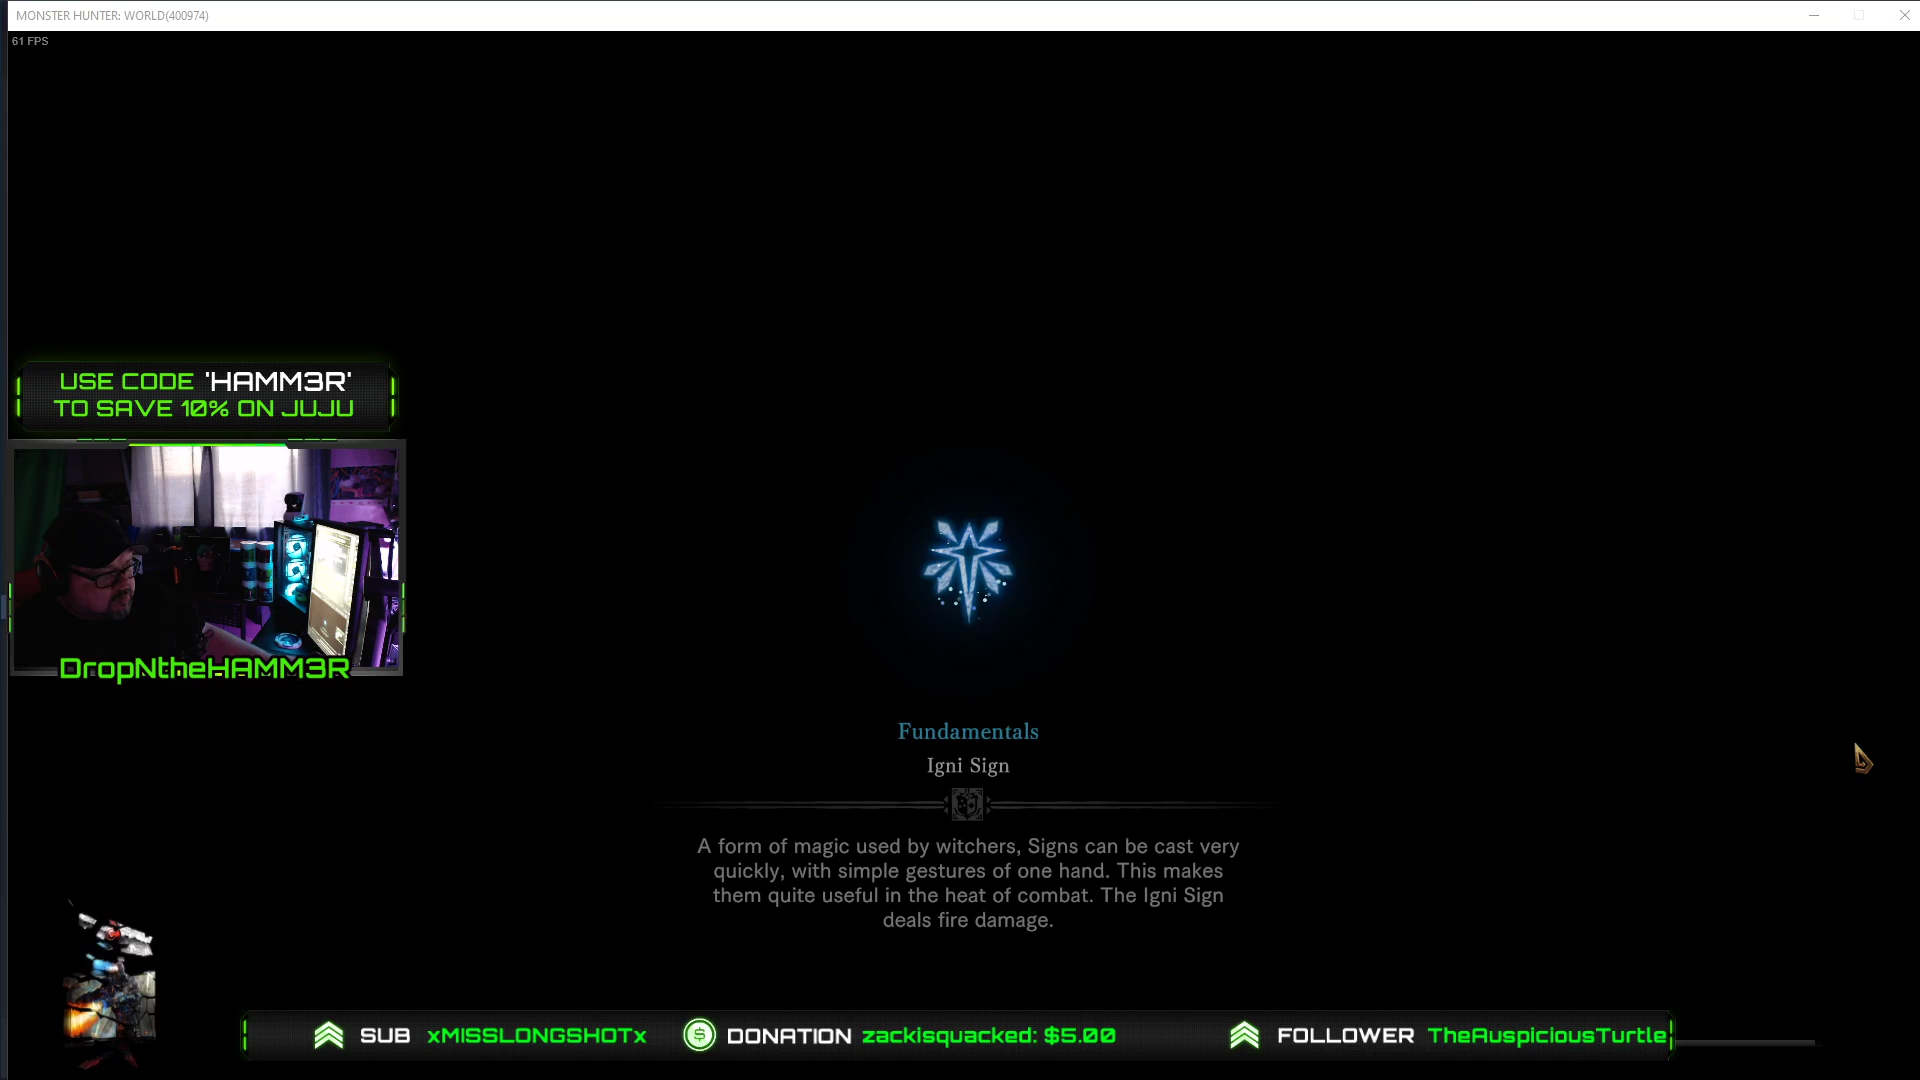 MONSTER HUNTER: WORLD(400974)
61 FPS
USE CODE 'HAMM3R'
TO SAVE 10% ON JUJU
DropNtheHAMM3R
Fundamentals
Igni Sign
A form of magic used by witchers, Signs can be cast very
quickly, with simple gestures of one hand. This makes
them quite useful in the heat of combat. The Igni Sign
deals fire damage.
SUB xMISSLONGSHOTx DONATION zackisquacked: $5.00 FOLLOWER TheAuspiciousTurtle